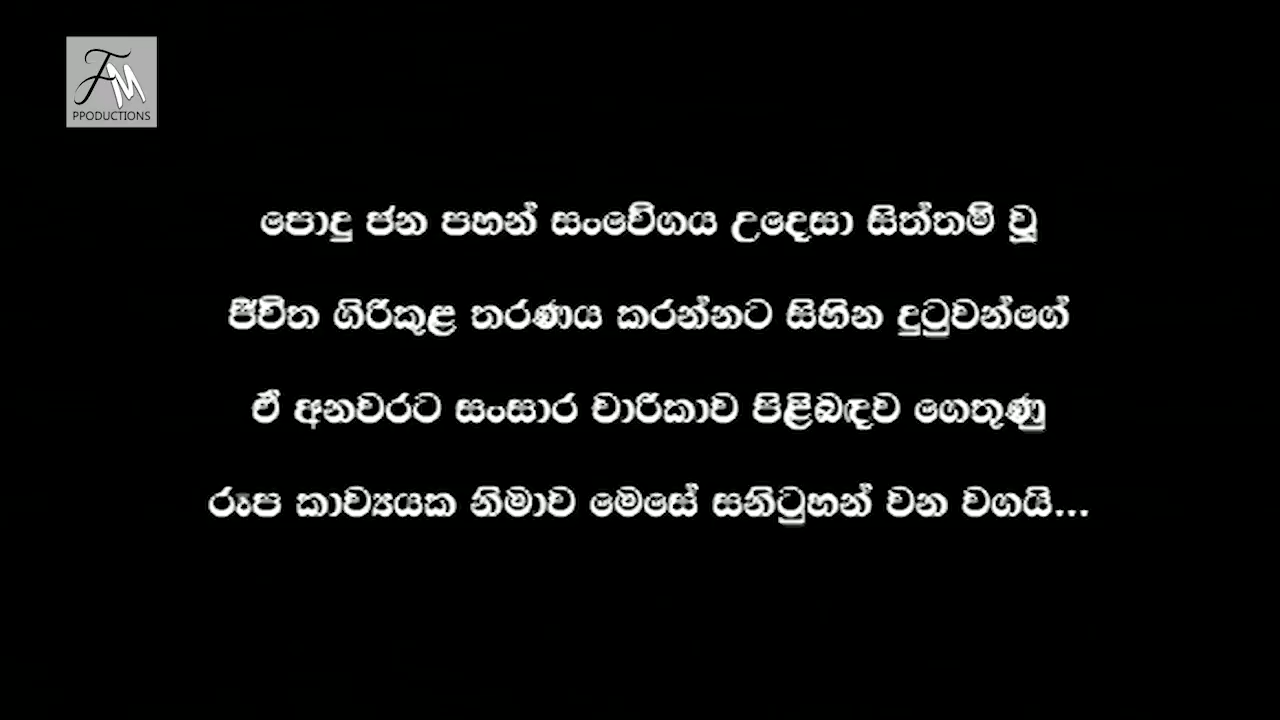 FM
PPODUCTIONS
පොදු ජන පහන් සංවේගය උදෙසා සිත්තම් වූ
ජීවිත ගිරිකුළ තරණය කරන්නට සිහින දුටුවන්ගේ
ඒ අනවරට සංසාර චාරිකාව පිළිබඳව ගෙතුණු
රූප කාව්‍යයක නිමාව මෙසේ සනිටුහන් වන වගයි...